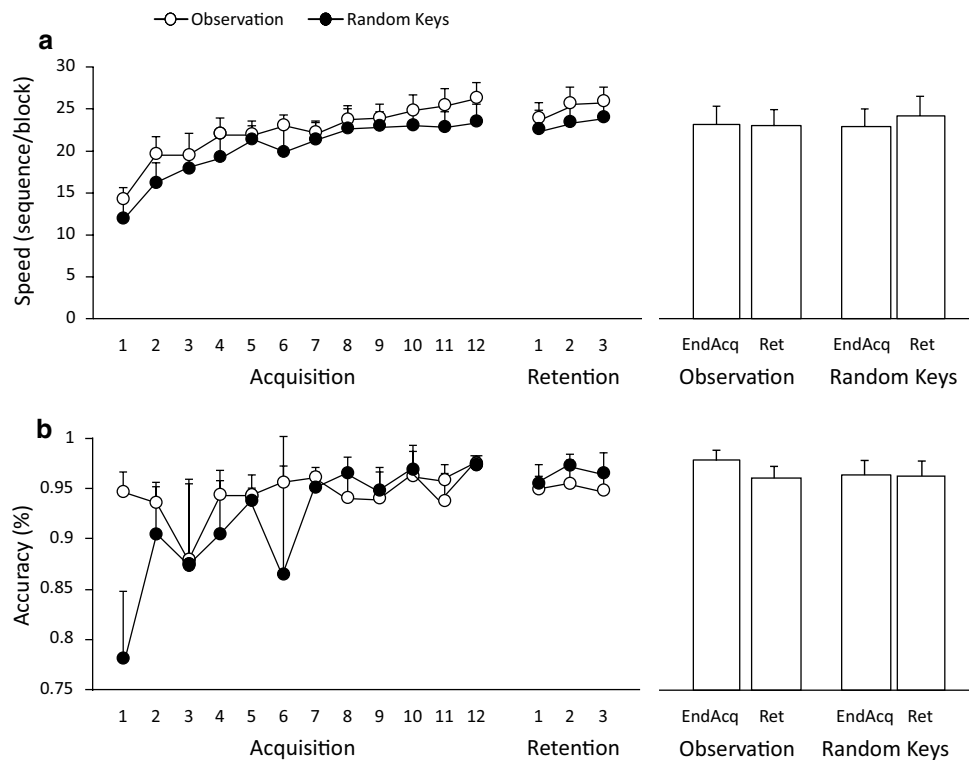 Observation Random Keys
a
Speed (sequence/block)
30
25
20
15
10
5
0
1 2 3 4 5 6 7 8 9 10 11 12 1 2 3
Acquisition Retention
EndAcq Ret EndAcq Ret
Observation Random Keys
b
Accuracy (%)
1
0.95
0.9
0.85
0.8
0.75
1 2 3 4 5 6 7 8 9 10 11 12 1 2 3
Acquisition Retention
EndAcq Ret EndAcq Ret
Observation Random Keys